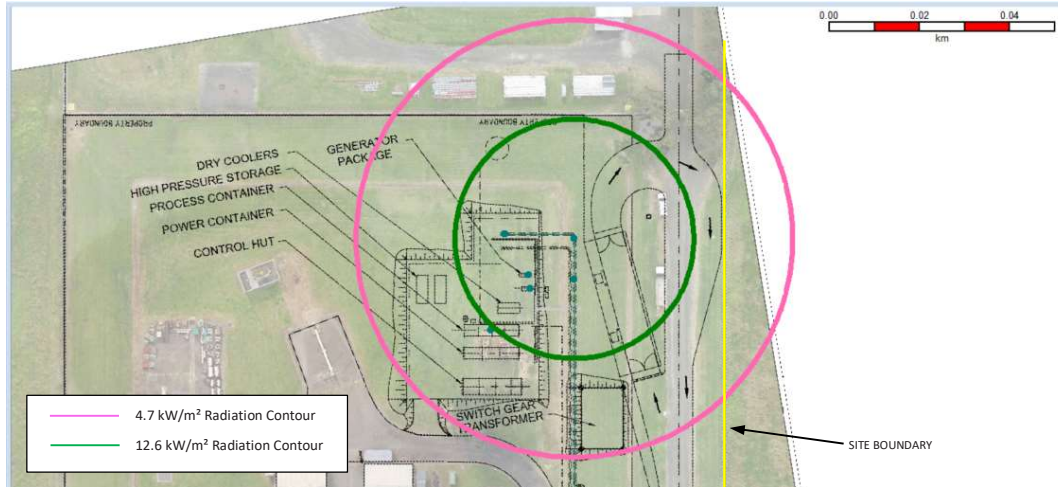 0.00 0.02 0.04
km
PROPERTY BOUNDARY
PROPERTY BOUNDARY
GENERATOR
PACKAGE
DRY COOLERS
HIGH PRESSURE STORAGE
PROCESS CONTAINER
POWER CONTAINER
CONTROL HUT
SWITCH GEAR
TRANSFORMER
4.7 kW/m² Radiation Contour
12.6 kW/m² Radiation Contour
SITE BOUNDARY